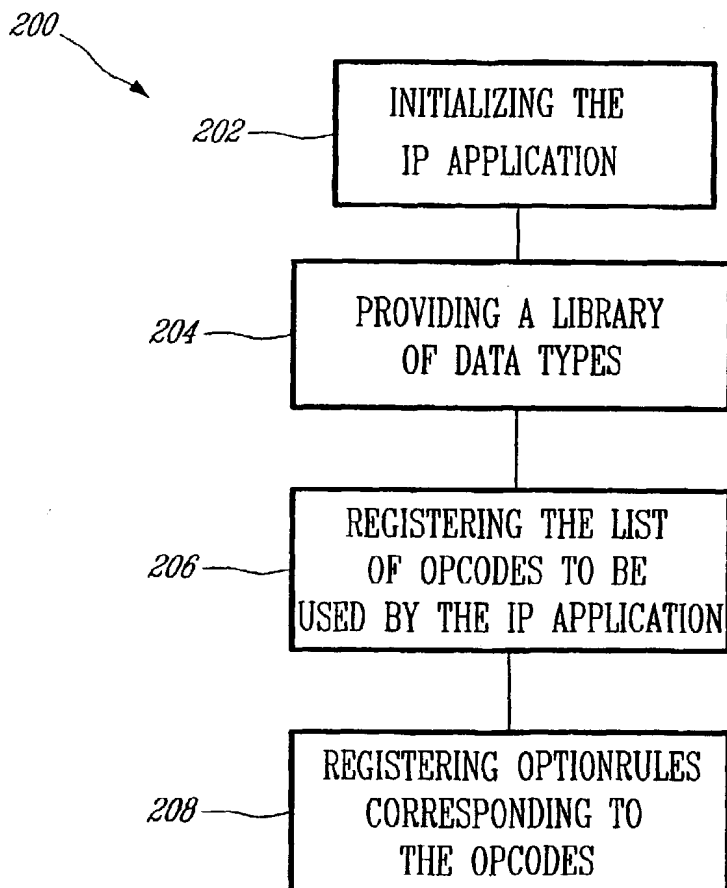 200
202
INITIALIZING THE
IP APPLICATION
204
PROVIDING A LIBRARY
OF DATA TYPES
206
REGISTERING THE LIST
OF OPCODES TO BE
USED BY THE IP APPLICATION
208
REGISTERING OPTIONRULES
CORRESPONDING TO
THE OPCODES